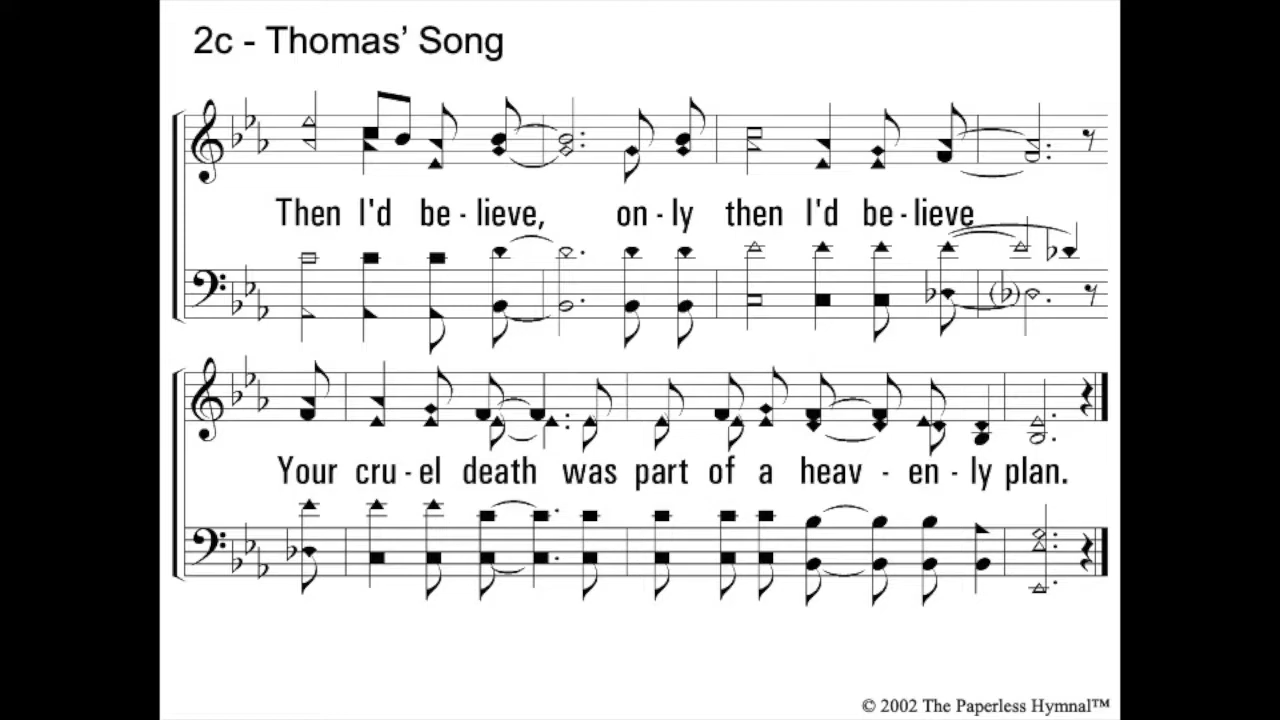 2c - Thomas’ Song
Then I'd be - lieve, on - ly then I'd be - lieve
Your cru - el death was part of a heav - en - ly plan.
© 2002 The Paperless Hymnal™